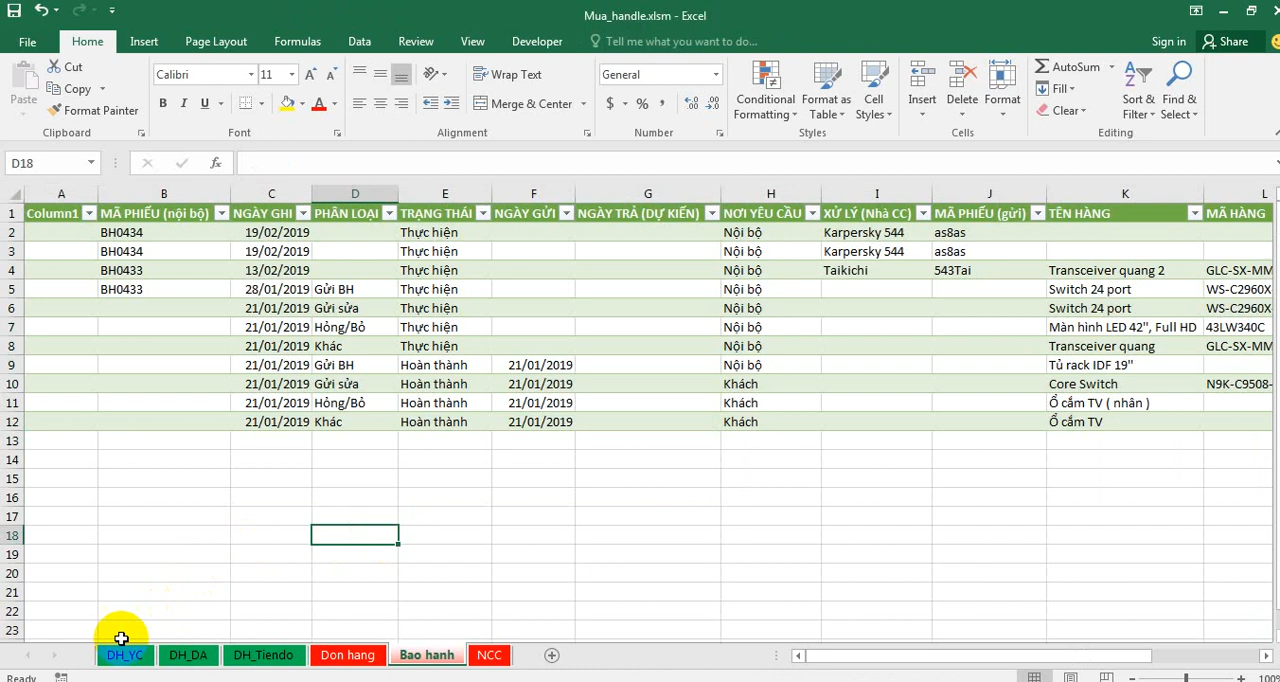 Mua_handle.xlsm - Excel
File Home Insert Page Layout Formulas Data Review View Developer Tell me what you want to do... Sign in Share
Paste Cut Copy Format Painter Clipboard
Calibri 11 B I U A Font
Wrap Text Merge & Center Alignment
General $ % , Number
Conditional Formatting Format as Table Cell Styles Styles
Insert Delete Format Cells
AutoSum Fill Clear Sort & Filter Find & Select Editing
D18 fx
A B C D E F G H I J K L
1 Column1 MÃ PHIẾU (nội bộ) NGÀY GHI PHÂN LOẠI TRẠNG THÁI NGÀY GỬI NGÀY TRẢ (DỰ KIẾN) NƠI YÊU CẦU XỬ LÝ (Nhà CC) MÃ PHIẾU (gửi) TÊN HÀNG MÃ HÀNG
2 BH0434 19/02/2019 Thực hiện Nội bộ Karpersky 544 as8as
3 BH0434 19/02/2019 Thực hiện Nội bộ Karpersky 544 as8as
4 BH0433 13/02/2019 Thực hiện Nội bộ Taikichi 543Tai Transceiver quang 2 GLC-SX-MM
5 BH0433 28/01/2019 Gửi BH Thực hiện Nội bộ Switch 24 port WS-C2960X
6 21/01/2019 Gửi sửa Thực hiện Nội bộ Switch 24 port WS-C2960X
7 21/01/2019 Hỏng/Bỏ Thực hiện Nội bộ Màn hình LED 42", Full HD 43LW340C
8 21/01/2019 Khác Thực hiện Nội bộ Transceiver quang GLC-SX-MM
9 21/01/2019 Gửi BH Hoàn thành 21/01/2019 Nội bộ Tủ rack IDF 19"
10 21/01/2019 Gửi sửa Hoàn thành 21/01/2019 Khách Core Switch N9K-C9508-
11 21/01/2019 Hỏng/Bỏ Hoàn thành 21/01/2019 Khách Ổ cắm TV ( nhân )
12 21/01/2019 Khác Hoàn thành 21/01/2019 Khách Ổ cắm TV
13
14
15
16
17
18
19
20
21
22
23
DH_YC DH_DA DH_Tiendo Don hang Bao hanh NCC
Ready 100%